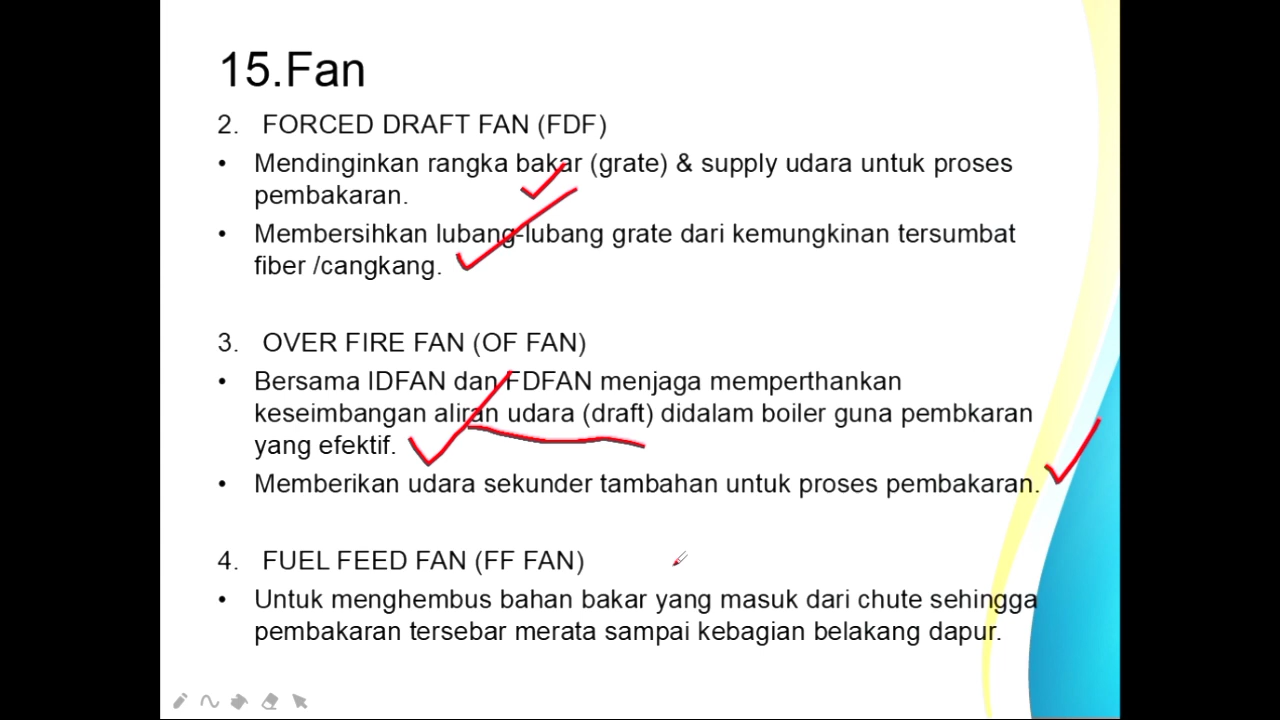 15.Fan
2. FORCED DRAFT FAN (FDF)
• Mendinginkan rangka bakar (grate) & supply udara untuk proses
pembakaran.
• Membersihkan lubang-lubang grate dari kemungkinan tersumbat
fiber /cangkang.
3. OVER FIRE FAN (OF FAN)
• Bersama IDFAN dan FDFAN menjaga memperthankan
keseimbangan aliran udara (draft) didalam boiler guna pembkaran
yang efektif.
• Memberikan udara sekunder tambahan untuk proses pembakaran.
4. FUEL FEED FAN (FF FAN)
• Untuk menghembus bahan bakar yang masuk dari chute sehingga
pembakaran tersebar merata sampai kebagian belakang dapur.